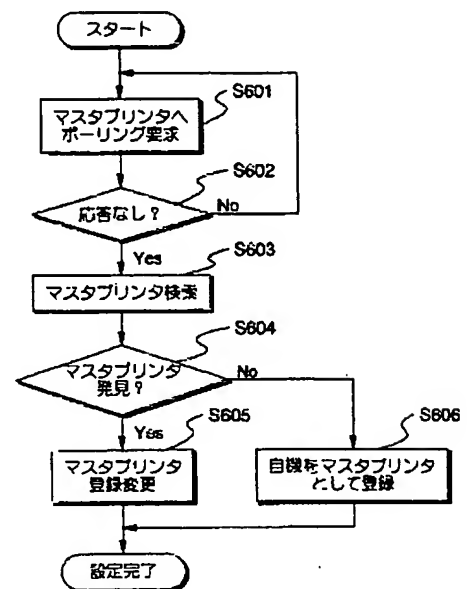 スタート
S601
マスタプリンタへ
ポーリング要求
S602
応答なし?
No
Yes
S603
マスタプリンタ検索
S604
マスタプリンタ
発見?
No
Yes
S605
マスタプリンタ
登録変更
S606
自機をマスタプリンタ
として登録
設定完了